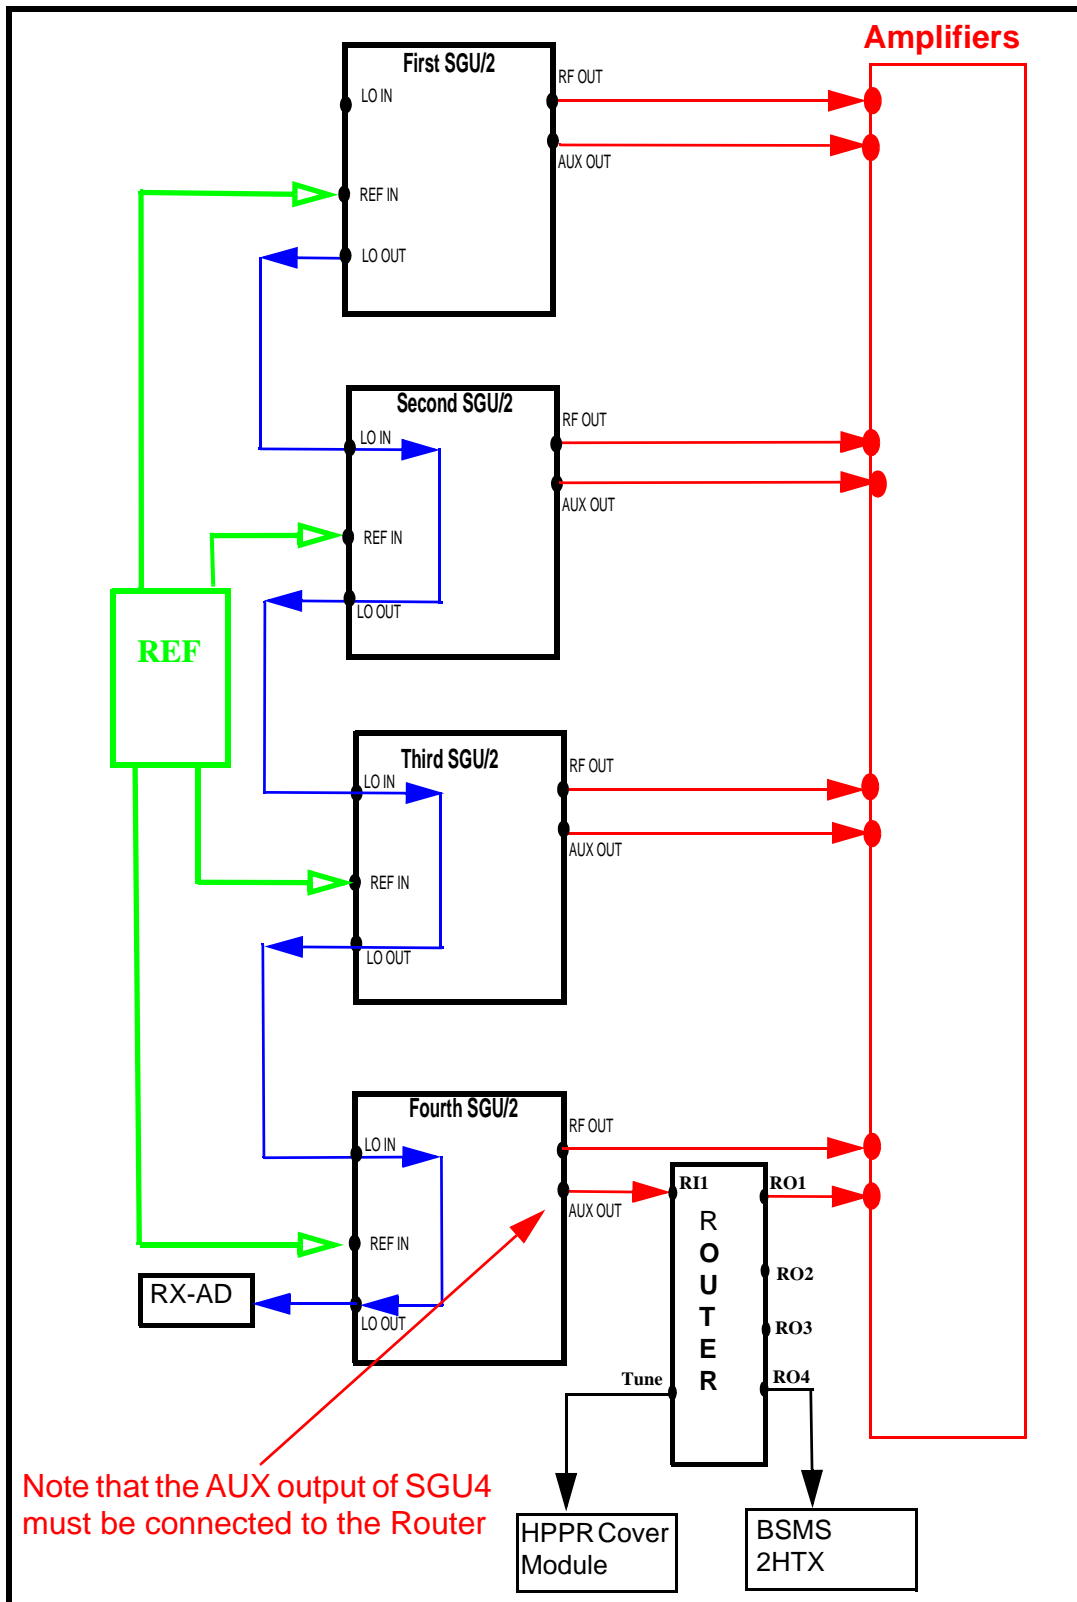 Amplifiers
First SGU/2
RF OUT
LO IN
AUX OUT
REF IN
LO OUT
Second SGU/2
RF OUT
LO IN
AUX OUT
REF IN
LO OUT
REF
Third SGU/2
RF OUT
LO IN
AUX OUT
REF IN
LO OUT
Fourth SGU/2
RF OUT
LO IN
RI1
RO1
AUX OUT
REF IN
ROUTER
RO2
RX-AD
LO OUT
RO3
Tune
RO4
Note that the AUX output of SGU4
must be connected to the Router
HPPR Cover
Module
BSMS
2HTX